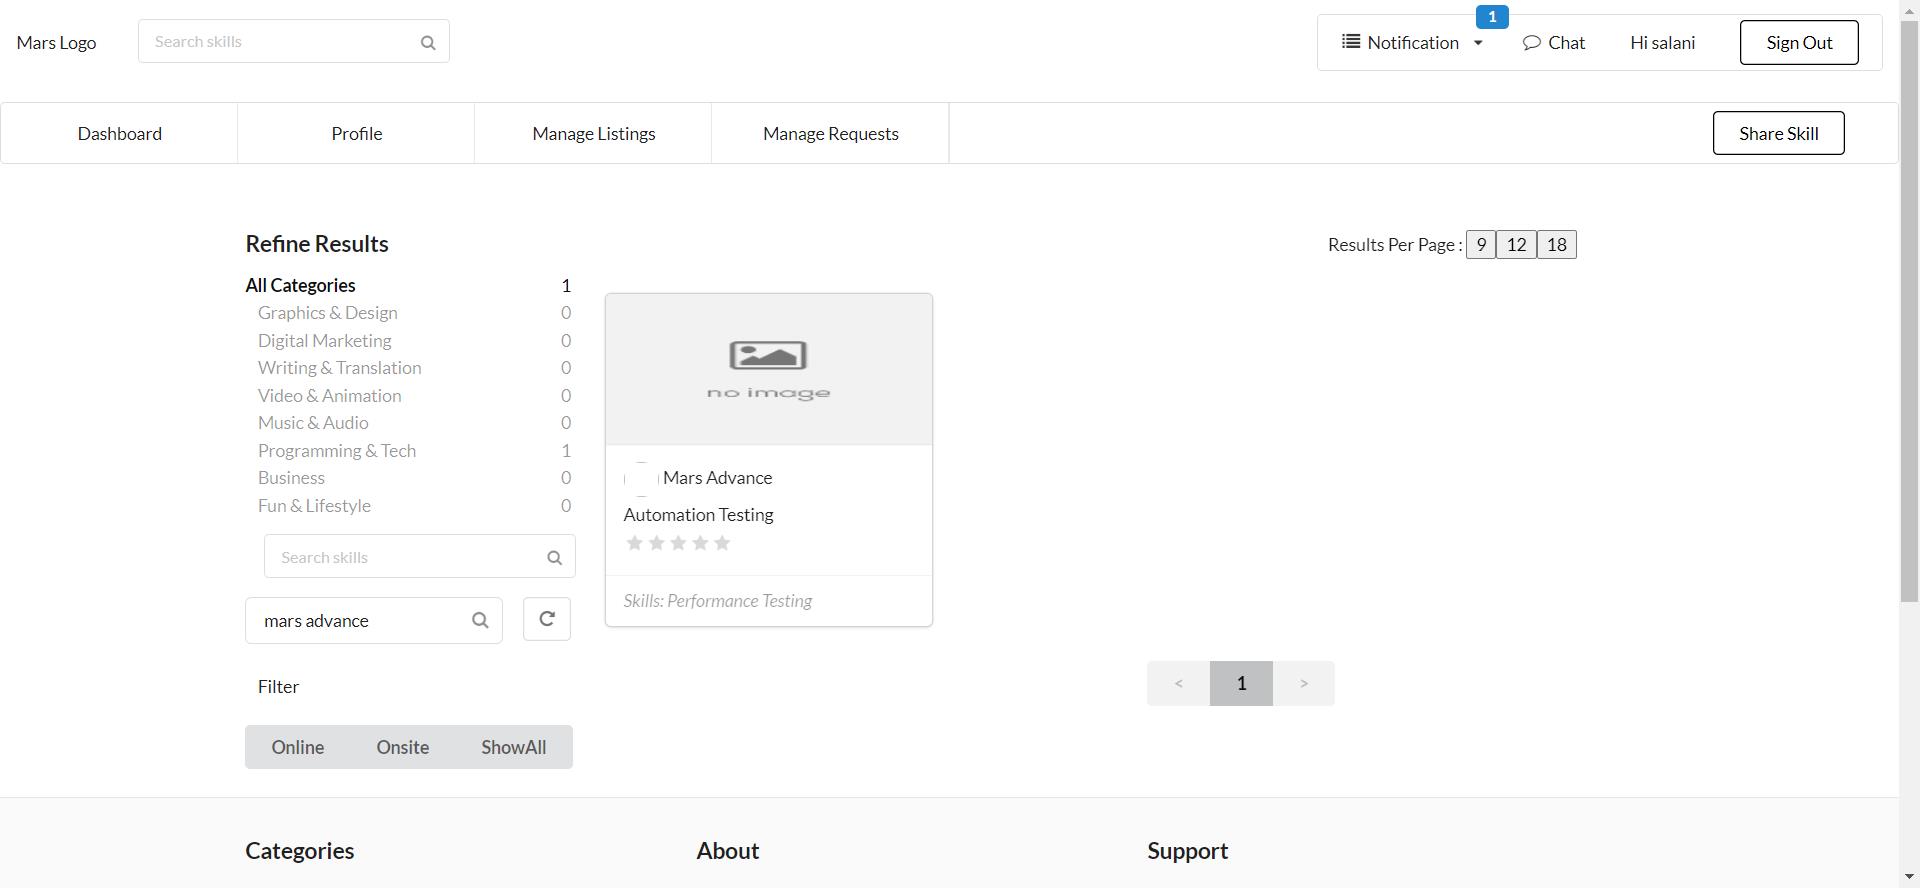 Mars Logo
Search skills
1
Notification
Chat
Hi salani
Sign Out
Dashboard
Profile
Manage Listings
Manage Requests
Share Skill
Refine Results
Results Per Page : 9 12 18
All Categories 1
Graphics & Design 0
Digital Marketing 0
Writing & Translation 0
Video & Animation 0
Music & Audio 0
Programming & Tech 1
Business 0
Fun & Lifestyle 0
Search skills
mars advance
Filter
Online Onsite ShowAll
no image
Mars Advance
Automation Testing
Skills: Performance Testing
< 1 >
Categories
About
Support